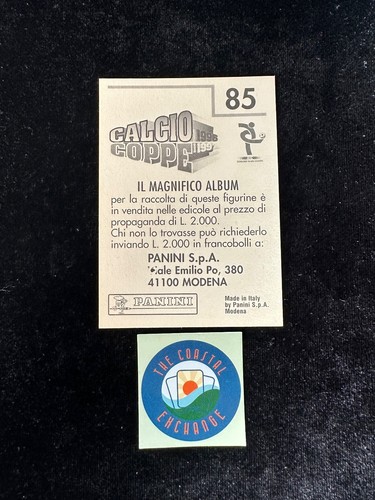 85
CALCIO 1996
COPPE 1997
IL MAGNIFICO ALBUM
per la raccolta di queste figurine è
in vendita nelle edicole al prezzo di
propaganda di L. 2.000.
Chi non lo trovasse può richiederlo
inviando L. 2.000 in francobolli a:
PANINI S.p.A.
Viale Emilio Po, 380
41100 MODENA
PANINI
Made in Italy
by Panini S.p.A.
Modena
THE COASTAL
EXCHANGE